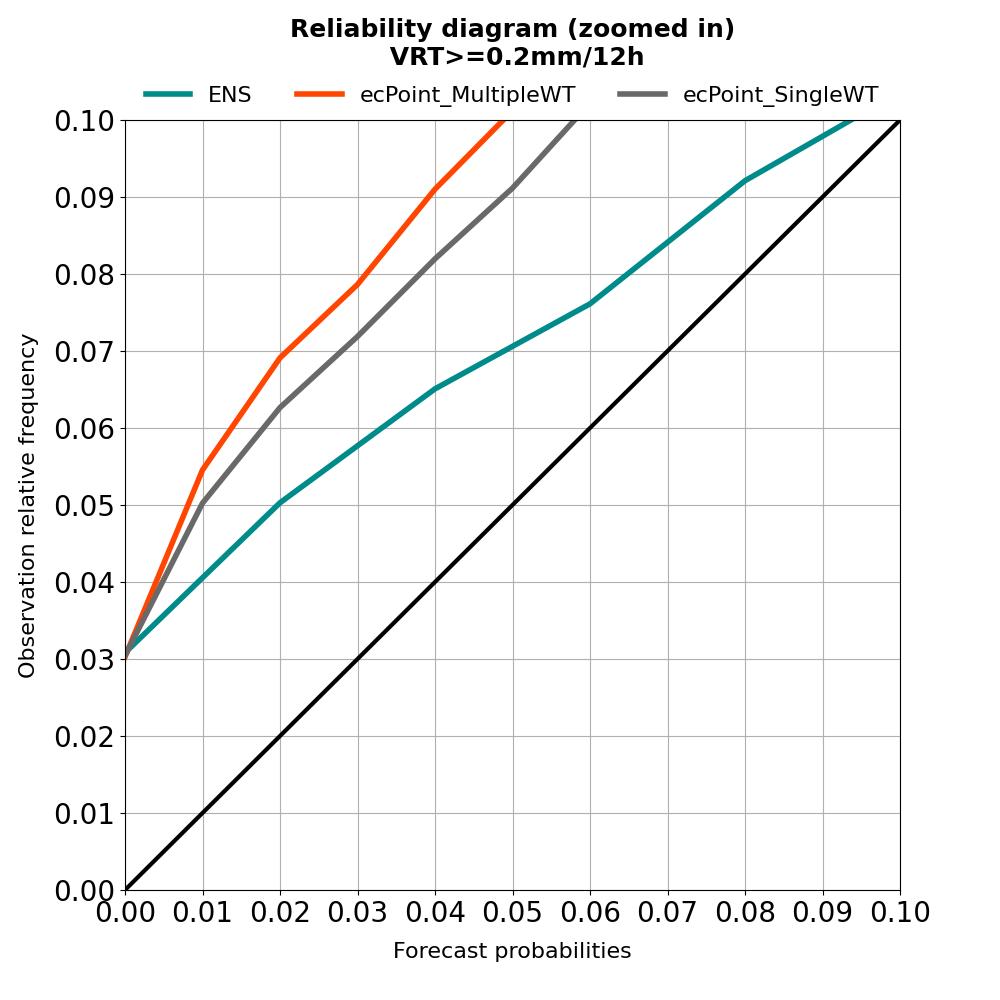 Reliability diagram (zoomed in)
VRT>=0.2mm/12h
ENS ecPoint_MultipleWT ecPoint_SingleWT
0.10
0.09
0.08
0.07
0.06
0.05
0.04
0.03
0.02
0.01
0.00
Observation relative frequency
0.00 0.01 0.02 0.03 0.04 0.05 0.06 0.07 0.08 0.09 0.10
Forecast probabilities